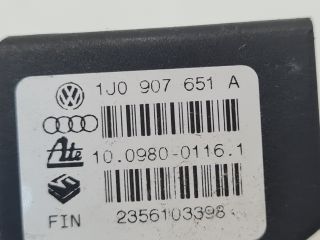 1J0 907 651 A
Ate
10.0980-0116.1
FIN
2356103398